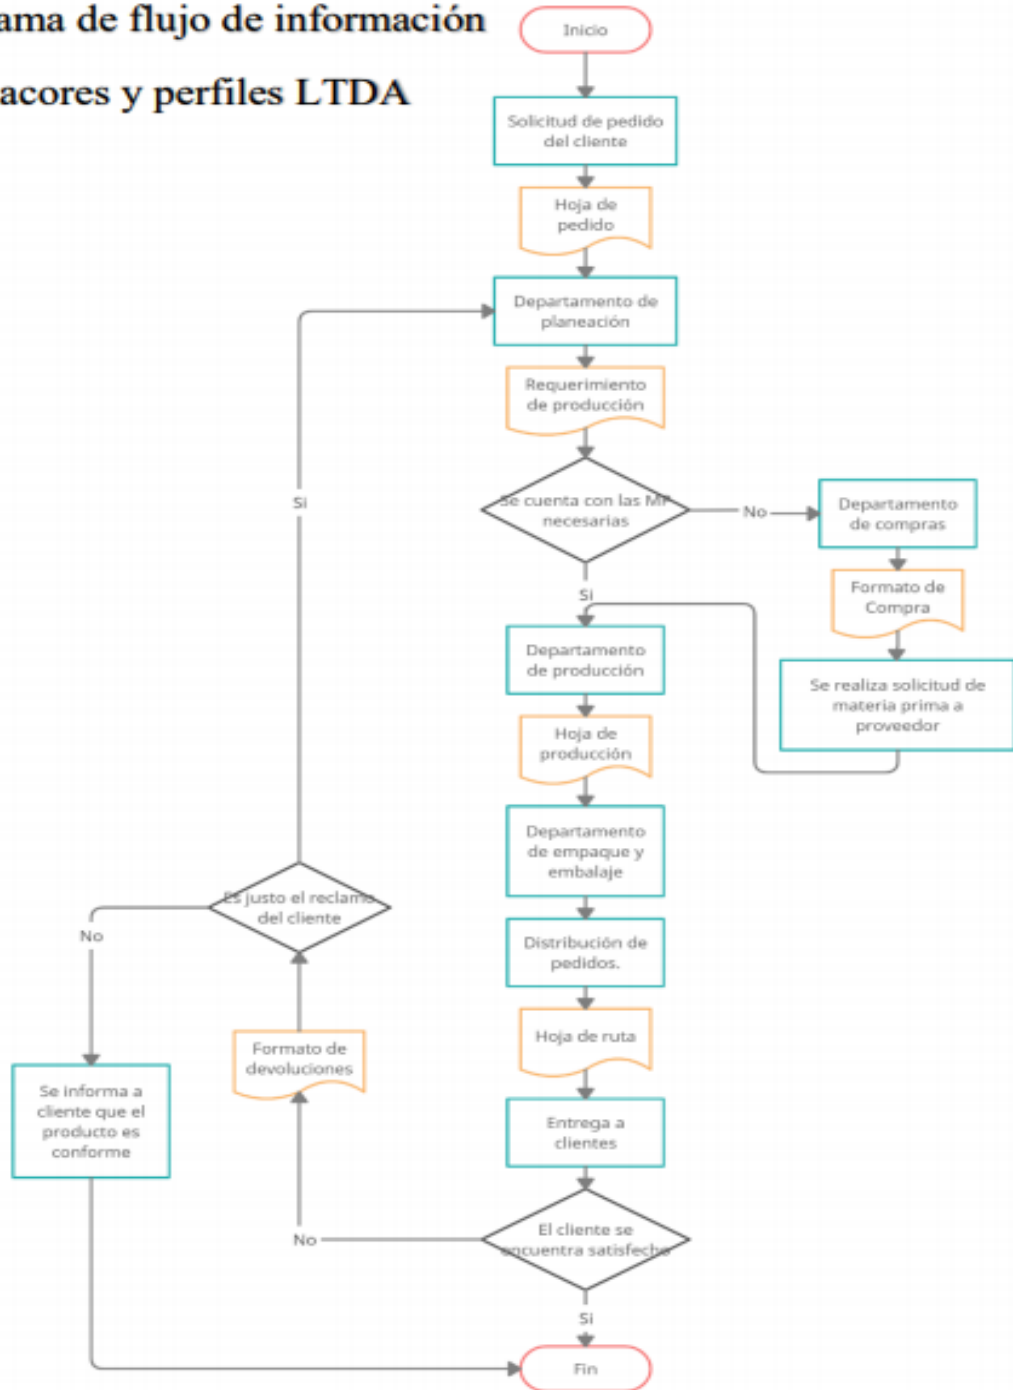 ama de flujo de información
acores y perfiles LTDA
Inicio
Solicitud de pedido
del cliente
Hoja de
pedido
Departamento de
planeación
Requerimiento
de producción
Se cuenta con las MP
necesarias
No
Departamento
de compras
Formato de
Compra
Se realiza solicitud de
materia prima a
proveedor
Si
Departamento
de producción
Hoja de
producción
Departamento
de empaque y
embalaje
Distribución de
pedidos.
Hoja de ruta
Entrega a
clientes
El cliente se
encuentra satisfecho
No
Formato de
devoluciones
Es justo el reclamo
del cliente
Si
No
Se informa a
cliente que el
producto es
conforme
Si
Fin